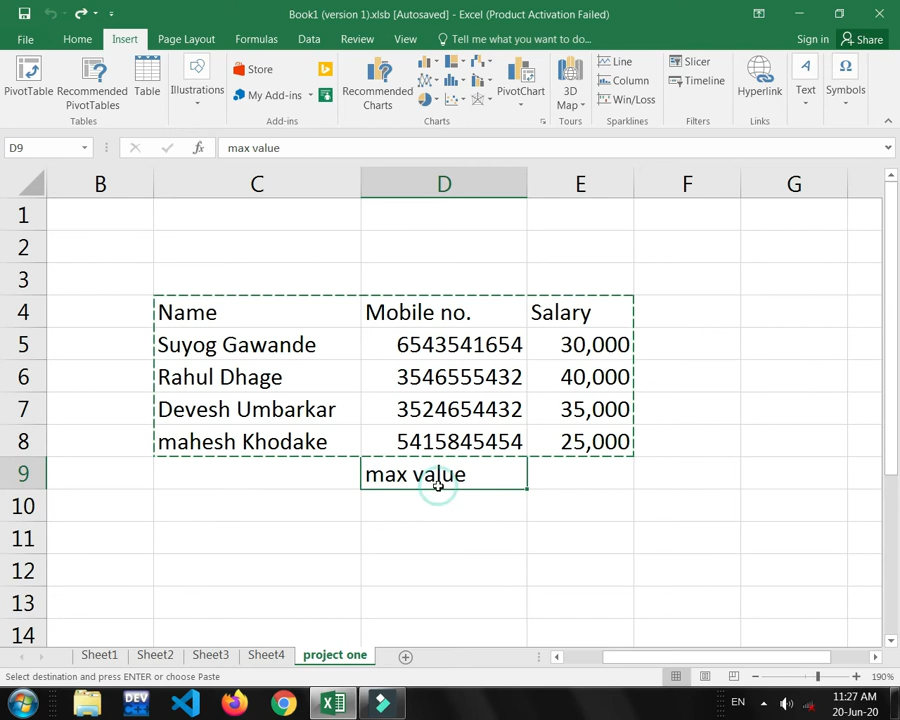 Book1 (version 1).xlsb [Autosaved] - Excel (Product Activation Failed)
File Home Insert Page Layout Formulas Data Review View Tell me what you want to do... Sign in Share
PivotTable Recommended PivotTables Table Illustrations Store My Add-ins Recommended Charts PivotChart 3D Map Line Column Win/Loss Slicer Timeline Hyperlink Text Symbols
Tables Add-ins Charts Tours Sparklines Filters Links
D9 fx max value
B C D E F G
1
2
3
4 Name Mobile no. Salary
5 Suyog Gawande 6543541654 30,000
6 Rahul Dhage 3546555432 40,000
7 Devesh Umbarkar 3524654432 35,000
8 mahesh Khodake 5415845454 25,000
9 max value
10
11
12
13
14
Sheet1 Sheet2 Sheet3 Sheet4 project one
Select destination and press ENTER or choose Paste 190%
DEV EN 11:27 AM
20-Jun-20